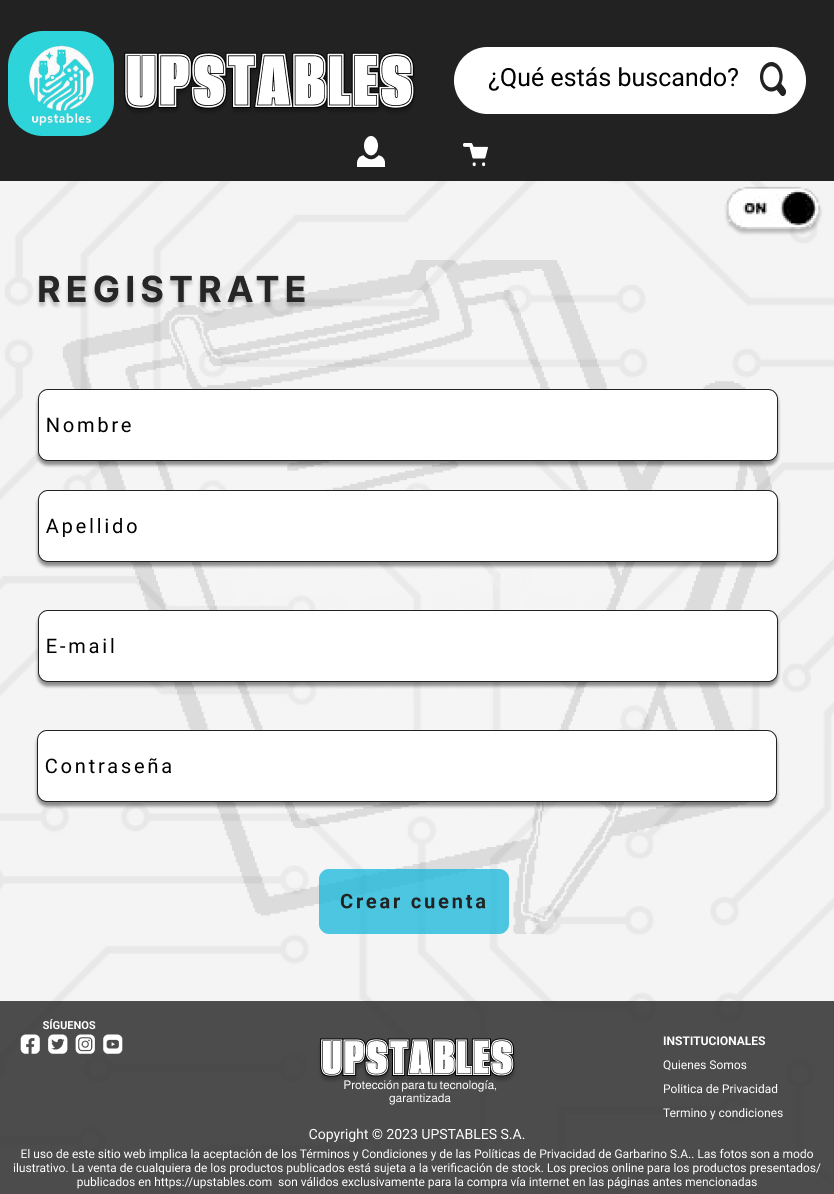 upstables
UPSTABLES
¿Qué estás buscando?
ON
REGISTRATE
Nombre
Apellido
E-mail
Contraseña
Crear cuenta
SÍGUENOS
UPSTABLES
Protección para tu tecnología,
garantizada
INSTITUCIONALES
Quienes Somos
Politica de Privacidad
Termino y condiciones
Copyright © 2023 UPSTABLES S.A.
El uso de este sitio web implica la aceptación de los Términos y Condiciones y de las Políticas de Privacidad de Garbarino S.A.. Las fotos son a modo
ilustrativo. La venta de cualquiera de los productos publicados está sujeta a la verificación de stock. Los precios online para los productos presentados/
publicados en https://upstables.com son válidos exclusivamente para la compra vía internet en las páginas antes mencionadas